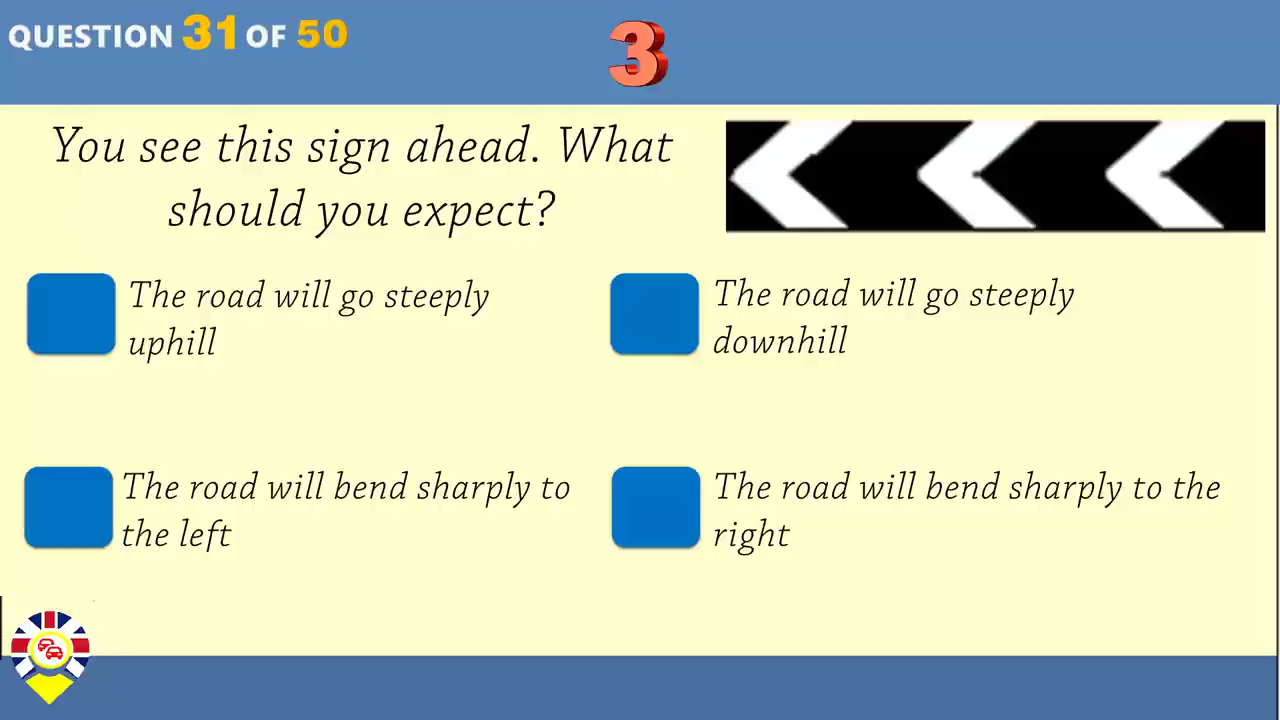 QUESTION 31 OF 50
3
You see this sign ahead. What
should you expect?
The road will go steeply
uphill
The road will go steeply
downhill
The road will bend sharply to
the left
The road will bend sharply to the
right